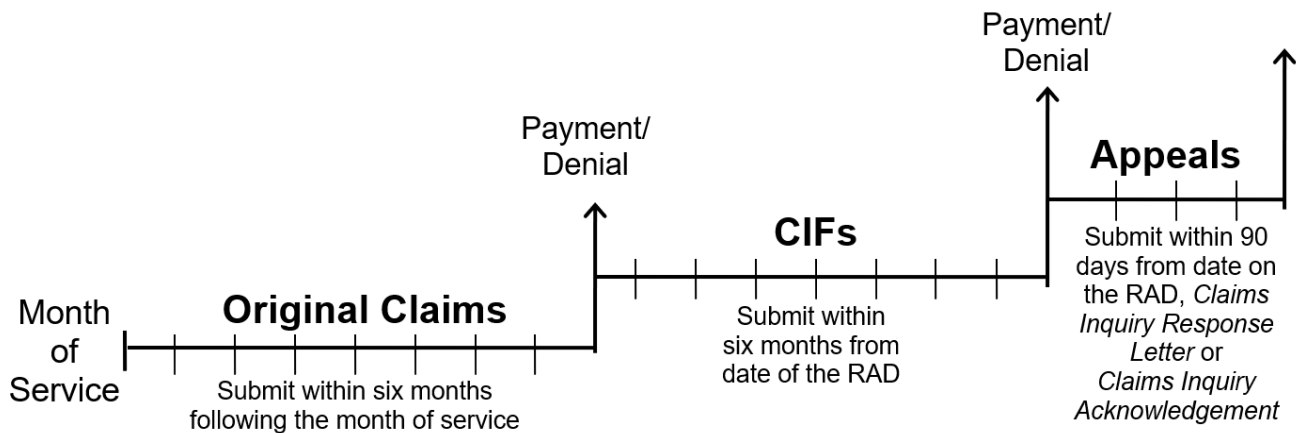 Month
of
Service
Original Claims
Submit within six months
following the month of service
Payment/
Denial
CIFs
Submit within
six months from
date of the RAD
Payment/
Denial
Appeals
Submit within 90
days from date on
the RAD, Claims
Inquiry Response
Letter or
Claims Inquiry
Acknowledgement